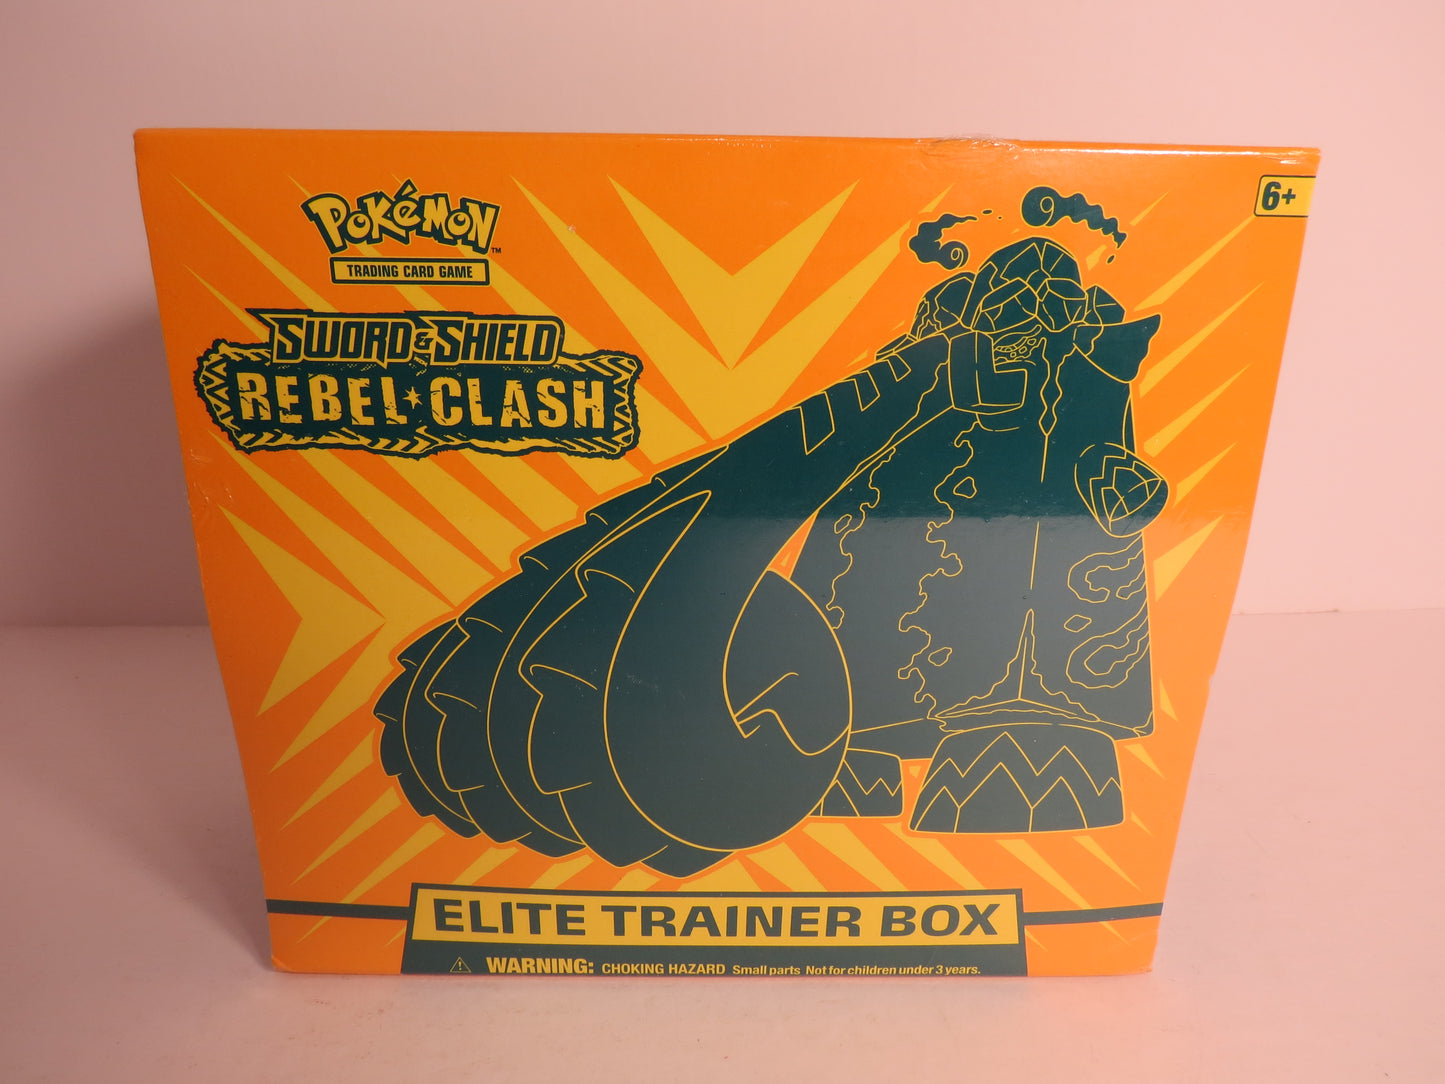 POKéMON™
TRADING CARD GAME
6+
SWORD & SHIELD
REBEL CLASH
ELITE TRAINER BOX
⚠ WARNING: CHOKING HAZARD Small parts Not for children under 3 years.